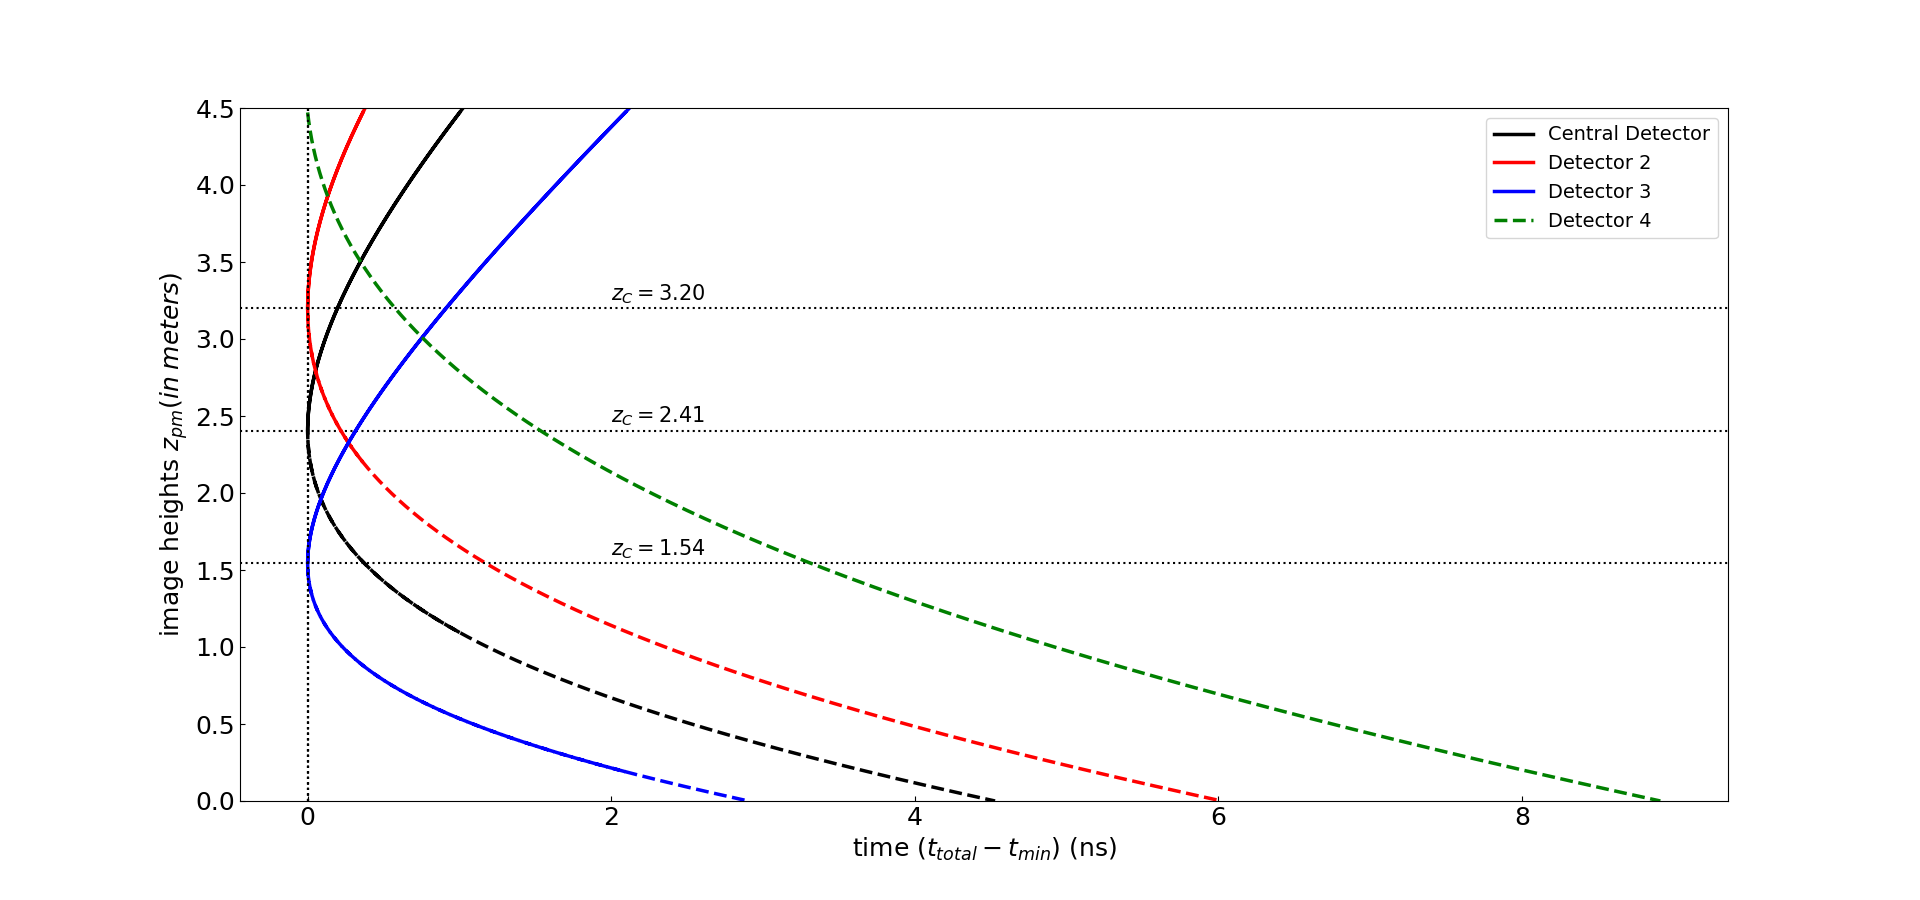 4.5
4.0
3.5
3.0
2.5
2.0
1.5
1.0
0.5
0.0
image heights z_pm(in meters)
Central Detector
Detector 2
Detector 3
Detector 4
z_C = 3.20
z_C = 2.41
z_C = 1.54
0 2 4 6 8
time (t_total − t_min) (ns)